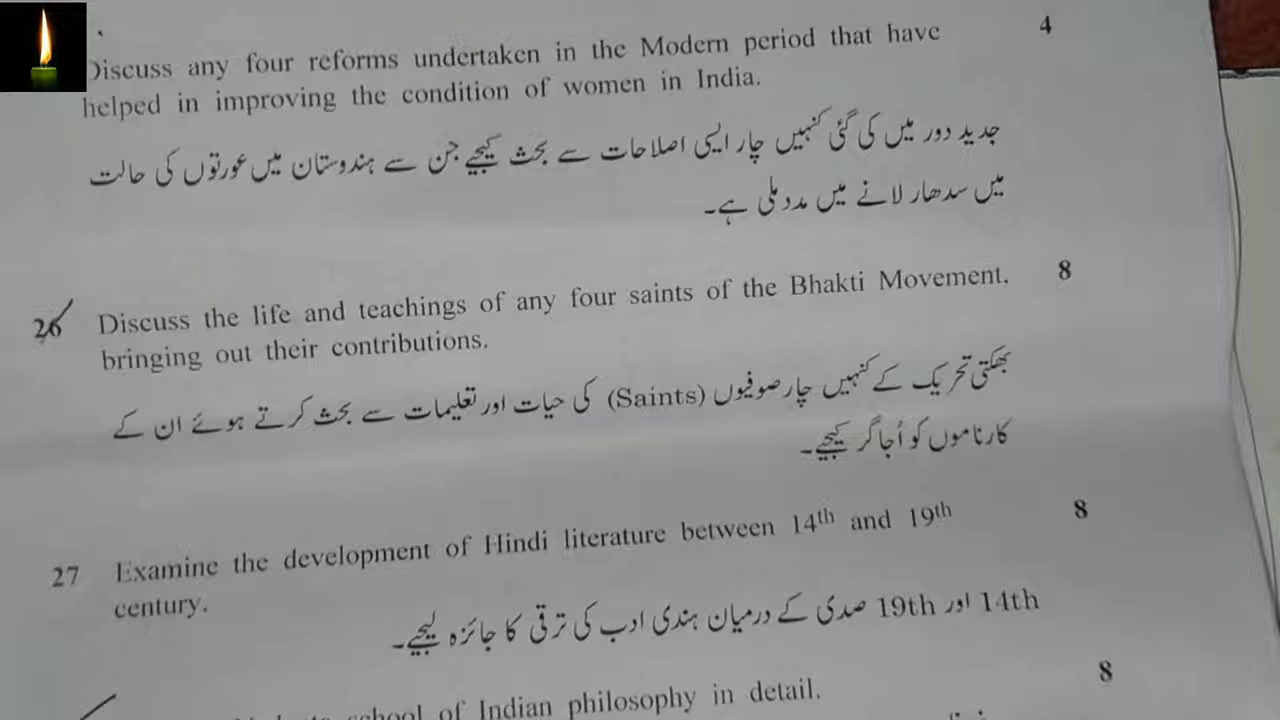 Discuss any four reforms undertaken in the Modern period that have 4
helped in improving the condition of women in India.
جدید دور میں کی گئی کنہیں چار ایسی اصلاحات سے بحث کیجیے جن سے ہندوستان میں عورتوں کی حالت
میں سدھار لانے میں مدد ملی ہے۔
26 Discuss the life and teachings of any four saints of the Bhakti Movement, 8
bringing out their contributions.
بھکتی تحریک کے کنہیں چار صوفیوں (Saints) کی حیات اور تعلیمات سے بحث کرتے ہوئے ان کے
کارناموں کو اُجاگر کیجیے۔
27 Examine the development of Hindi literature between 14th and 19th 8
century.
14th اور 19th صدی کے درمیان ہندی ادب کی ترقی کا جائزہ لیجیے۔
school of Indian philosophy in detail. 8